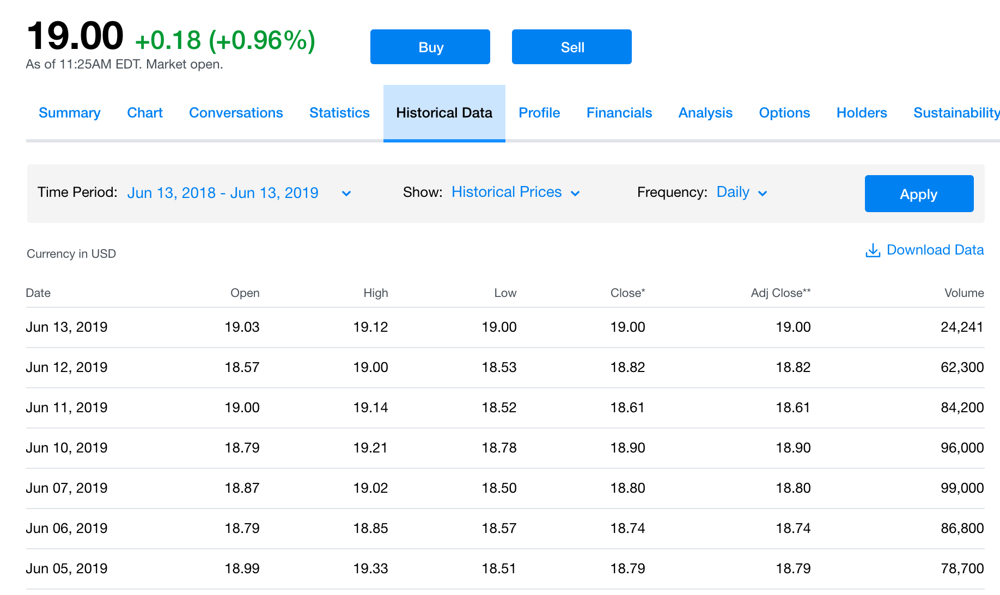 19.00 +0.18 (+0.96%)
As of 11:25AM EDT. Market open.
Buy
Sell
Summary Chart Conversations Statistics Historical Data Profile Financials Analysis Options Holders Sustainability
Time Period: Jun 13, 2018 - Jun 13, 2019 Show: Historical Prices Frequency: Daily Apply
Currency in USD Download Data
Date Open High Low Close* Adj Close** Volume
Jun 13, 2019 19.03 19.12 19.00 19.00 19.00 24,241
Jun 12, 2019 18.57 19.00 18.53 18.82 18.82 62,300
Jun 11, 2019 19.00 19.14 18.52 18.61 18.61 84,200
Jun 10, 2019 18.79 19.21 18.78 18.90 18.90 96,000
Jun 07, 2019 18.87 19.02 18.50 18.80 18.80 99,000
Jun 06, 2019 18.79 18.85 18.57 18.74 18.74 86,800
Jun 05, 2019 18.99 19.33 18.51 18.79 18.79 78,700